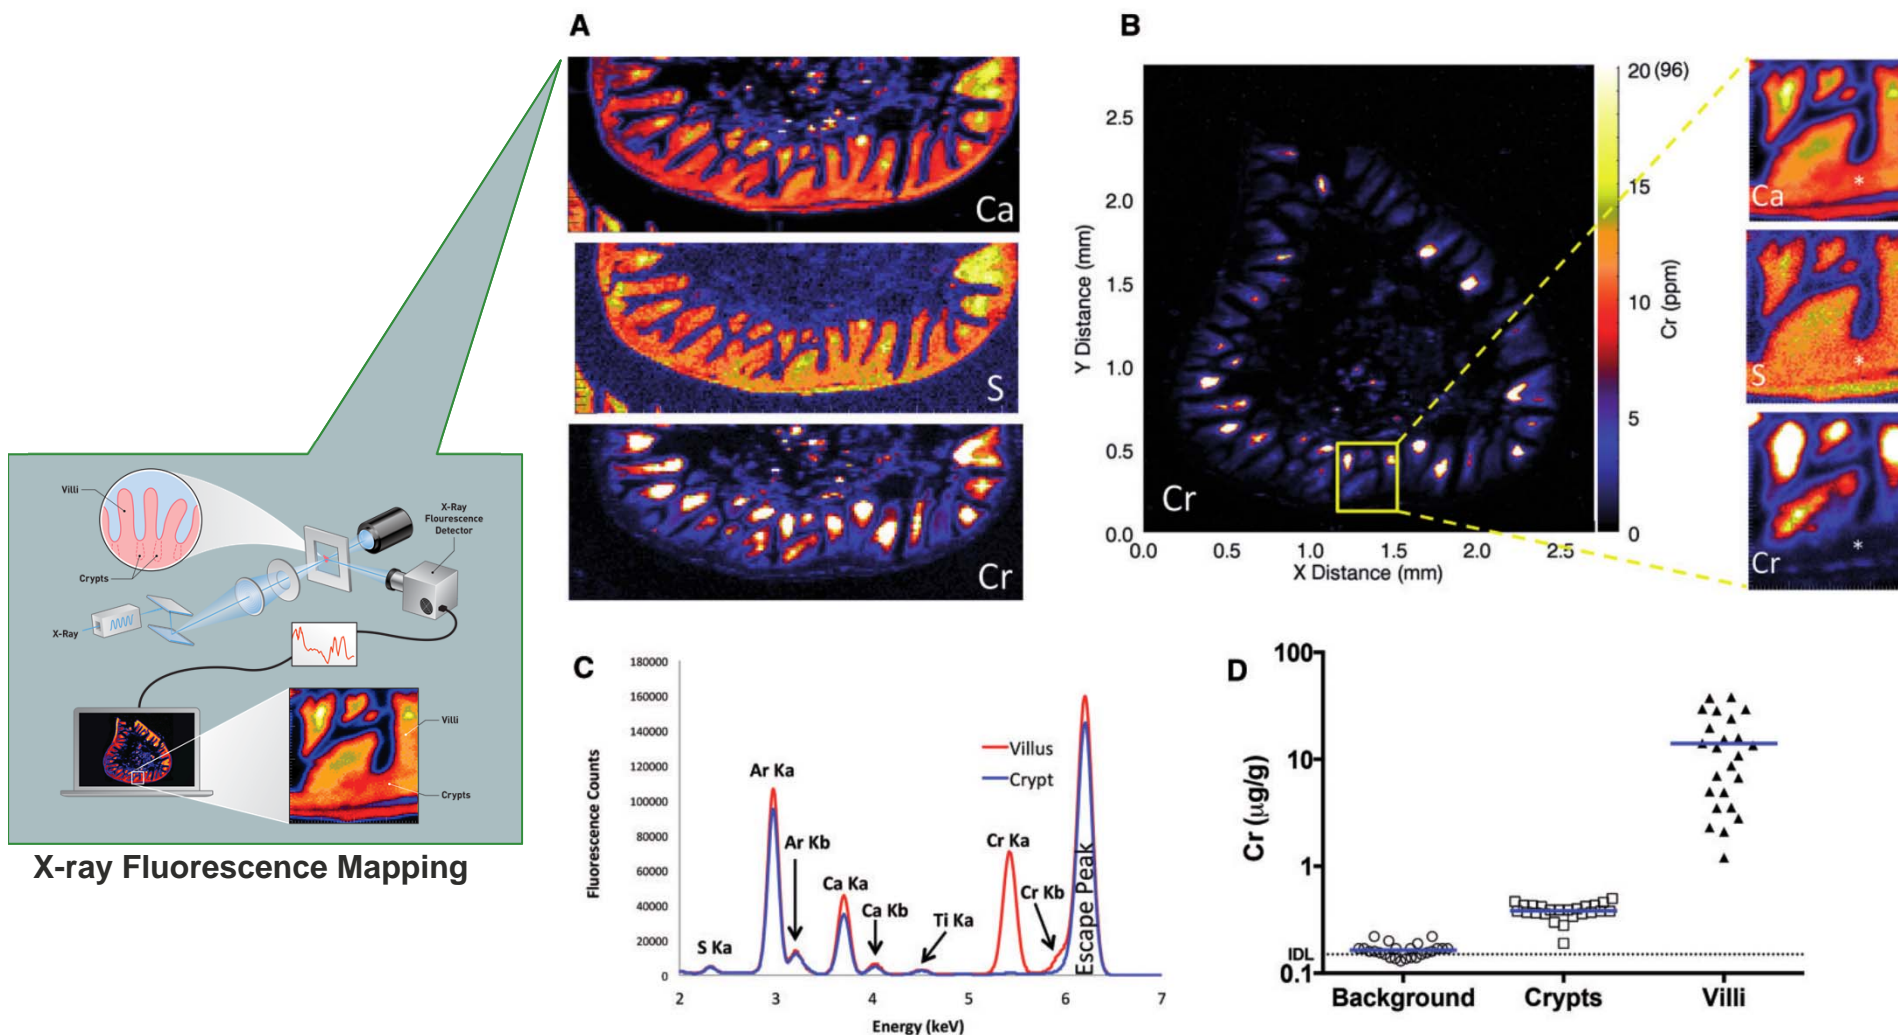 A
B
Ca
S
Cr
Cr
20 (96)
15
10
5
0
Cr (ppm)
2.5
2.0
1.5
1.0
0.5
0.0
Y Distance (mm)
0.0 0.5 1.0 1.5 2.0 2.5
X Distance (mm)
Ca
*
S
*
Cr
*
Villi
Crypts
X-Ray
Flourescence
Detector
X-Ray
Villi
Crypts
X-ray Fluorescence Mapping
C
180000
160000
140000
120000
100000
80000
60000
40000
20000
0
Fluorescence Counts
Villus
Crypt
S Ka
Ar Ka
Ar Kb
Ca Ka
Ca Kb
Ti Ka
Cr Ka
Cr Kb
Escape Peak
2 3 4 5 6 7
Energy (keV)
D
100
10
1
0.1
IDL
Cr (µg/g)
Background Crypts Villi